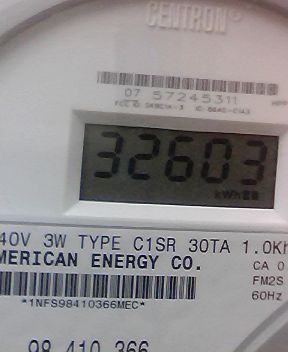 CENTRON®
07 57245311
32603
kWh
40V 3W TYPE C1SR 30TA 1.0Kh
MERICAN ENERGY CO.
CA 0
FM2S
60Hz
*1NFS98410366MEC*
98 410 366